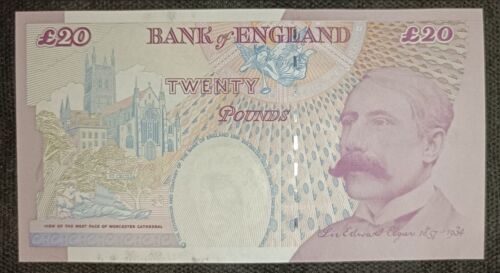 £20 BANK of ENGLAND £20
TWENTY
POUNDS
VIEW OF THE WEST FACE OF WORCESTER CATHEDRAL
Sir Edward Elgar 1857-1934